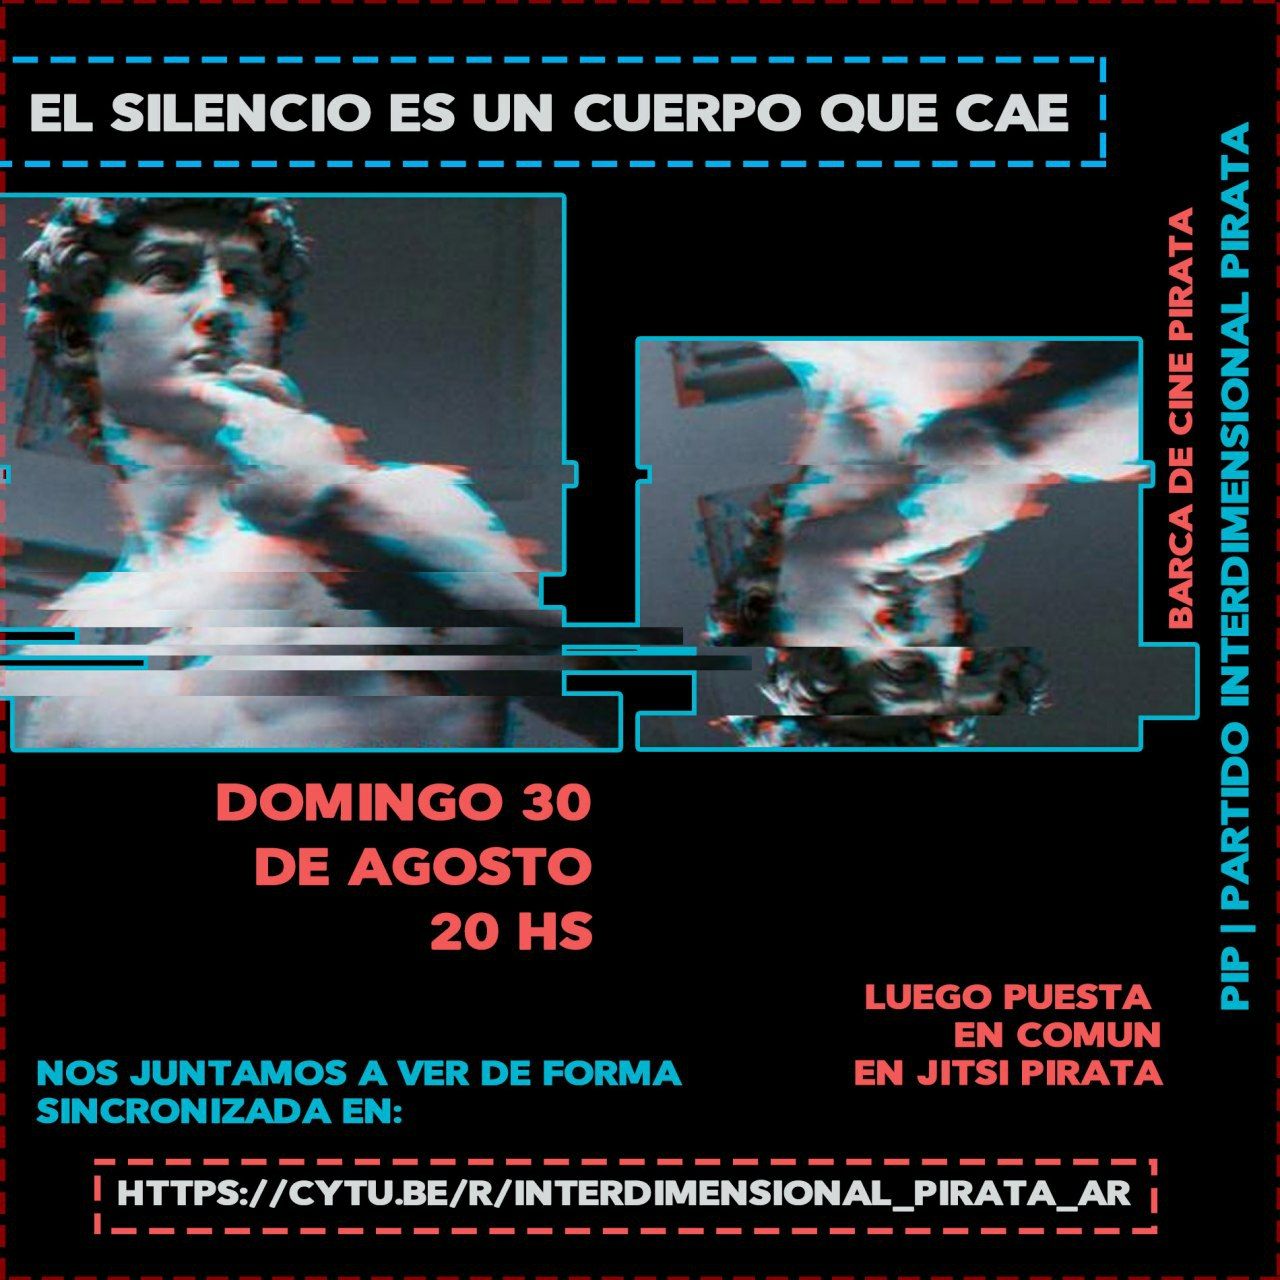 EL SILENCIO ES UN CUERPO QUE CAE
BARCA DE CINE PIRATA
PIP | PARTIDO INTERDIMENSIONAL PIRATA
DOMINGO 30
DE AGOSTO
20 HS
LUEGO PUESTA
EN COMUN
EN JITSI PIRATA
NOS JUNTAMOS A VER DE FORMA
SINCRONIZADA EN:
HTTPS://CYTU.BE/R/INTERDIMENSIONAL_PIRATA_AR